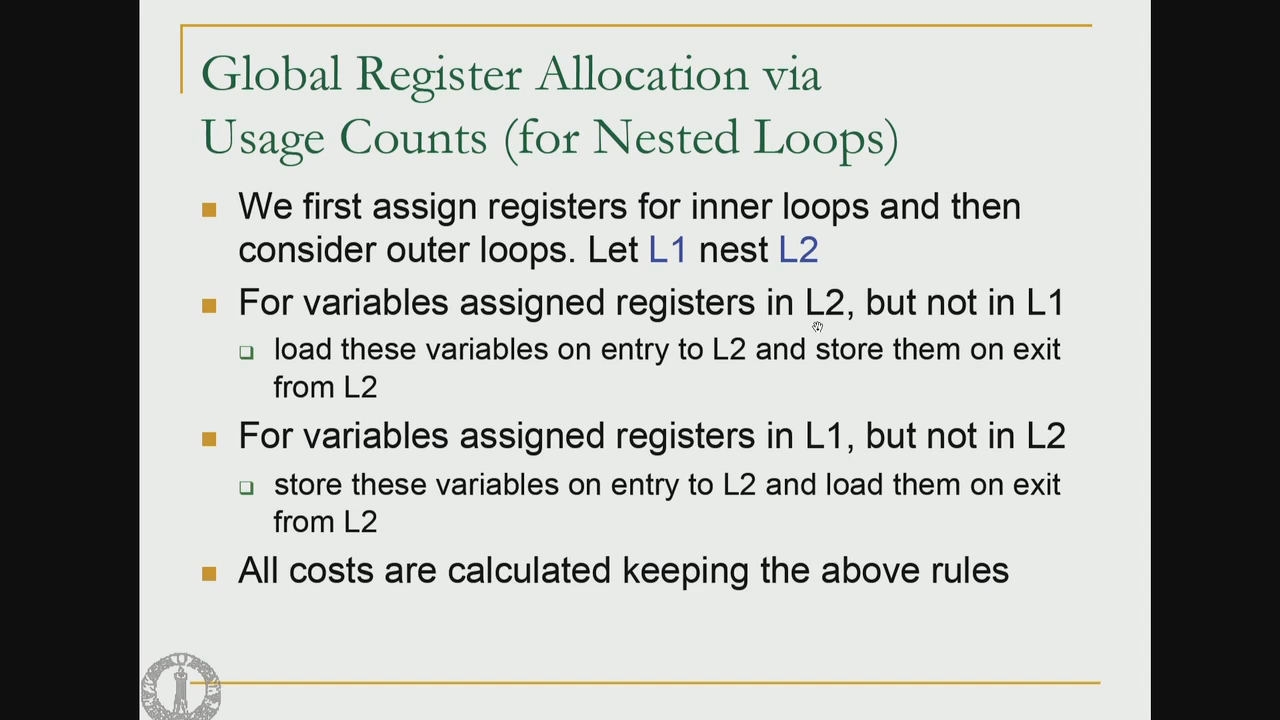 Global Register Allocation via
Usage Counts (for Nested Loops)
We first assign registers for inner loops and then
consider outer loops. Let L1 nest L2
For variables assigned registers in L2, but not in L1
load these variables on entry to L2 and store them on exit
from L2
For variables assigned registers in L1, but not in L2
store these variables on entry to L2 and load them on exit
from L2
All costs are calculated keeping the above rules